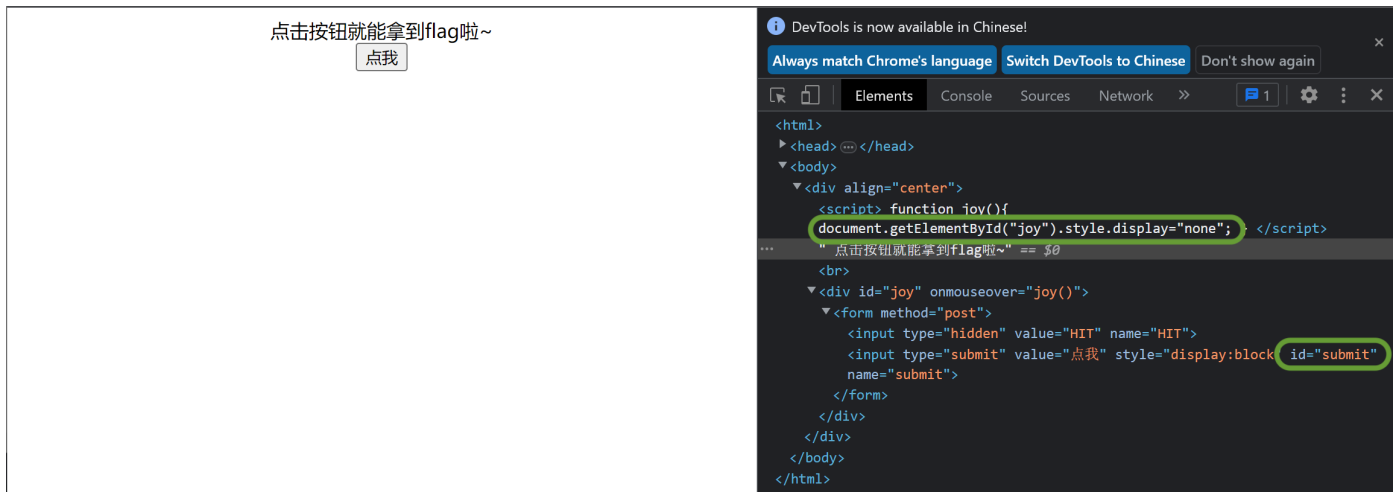 点击按钮就能拿到flag啦~
点我
DevTools is now available in Chinese!
Always match Chrome's language Switch DevTools to Chinese Don't show again
Elements Console Sources Network » 1
<html>
<head> … </head>
<body>
<div align="center">
<script> function joy(){
document.getElementById("joy").style.display="none"; } </script>
… " 点击按钮就能拿到flag啦~" == $0
<br>
<div id="joy" onmouseover="joy()">
<form method="post">
<input type="hidden" value="HIT" name="HIT">
<input type="submit" value="点我" style="display:block" id="submit"
name="submit">
</form>
</div>
</div>
</body>
</html>